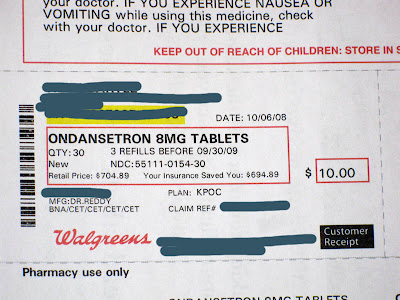 your doctor. IF YOU EXPERIENCE NAUSEA OR
VOMITING while using this medicine, check
with your doctor. IF YOU EXPERIENCE
KEEP OUT OF REACH OF CHILDREN: STORE IN S
DATE: 10/06/08
ONDANSETRON 8MG TABLETS
QTY: 30 3 REFILLS BEFORE 09/30/09
New NDC:55111-0154-30
Retail Price: $704.89 Your Insurance Saved You: $694.89
$ 10.00
PLAN: KPOC
MFG:DR.REDDY
BNA/CET/CET/CET CLAIM REF#
Walgreens
Customer
Receipt
Pharmacy use only
ONDANSETRON 8MG TABLETS